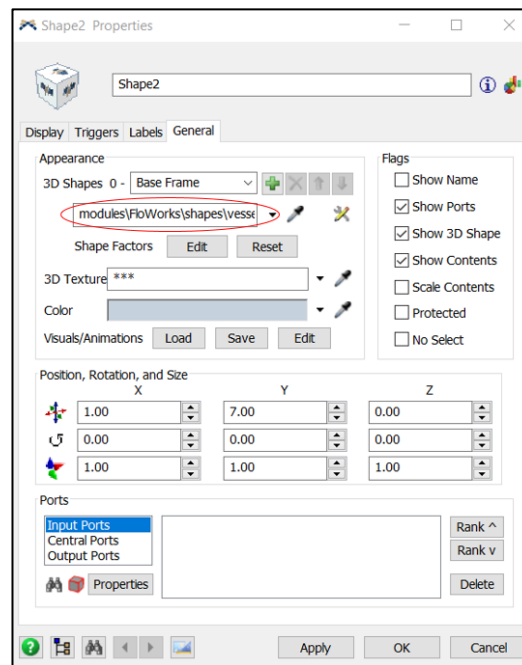 Shape2 Properties
Shape2
Display Triggers Labels General
Appearance
3D Shapes 0 - Base Frame
modules\FloWorks\shapes\vesse
Shape Factors Edit Reset
3D Texture ***
Color
Visuals/Animations Load Save Edit
Flags
Show Name
Show Ports
Show 3D Shape
Show Contents
Scale Contents
Protected
No Select
Position, Rotation, and Size
X Y Z
1.00 7.00 0.00
0.00 0.00 0.00
1.00 1.00 1.00
Ports
Input Ports
Central Ports
Output Ports
Rank ^
Rank v
Properties
Delete
Apply OK Cancel